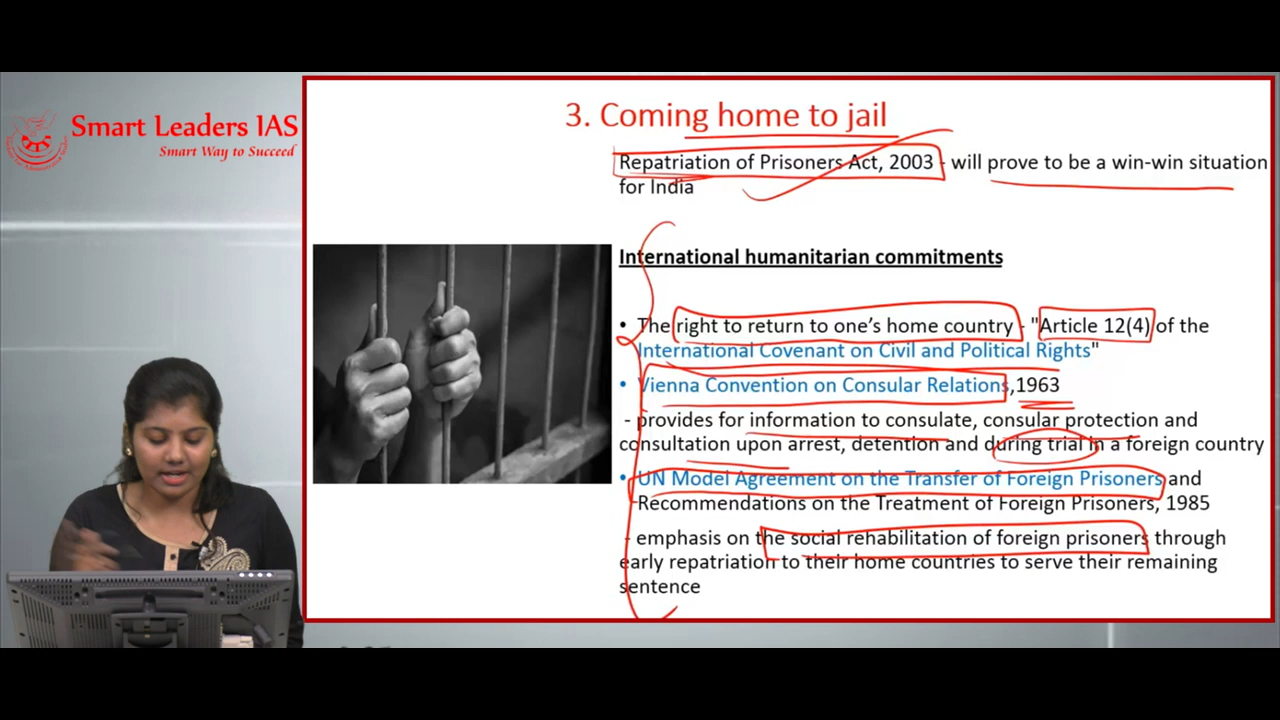 Smart Leaders IAS
Smart Way to Succeed
3. Coming home to jail
Repatriation of Prisoners Act, 2003 - will prove to be a win-win situation
for India
International humanitarian commitments
• The right to return to one’s home country - "Article 12(4) of the
International Covenant on Civil and Political Rights"
• Vienna Convention on Consular Relations,1963
- provides for information to consulate, consular protection and
consultation upon arrest, detention and during trial in a foreign country
• UN Model Agreement on the Transfer of Foreign Prisoners and
Recommendations on the Treatment of Foreign Prisoners, 1985
- emphasis on the social rehabilitation of foreign prisoners through
early repatriation to their home countries to serve their remaining
sentence